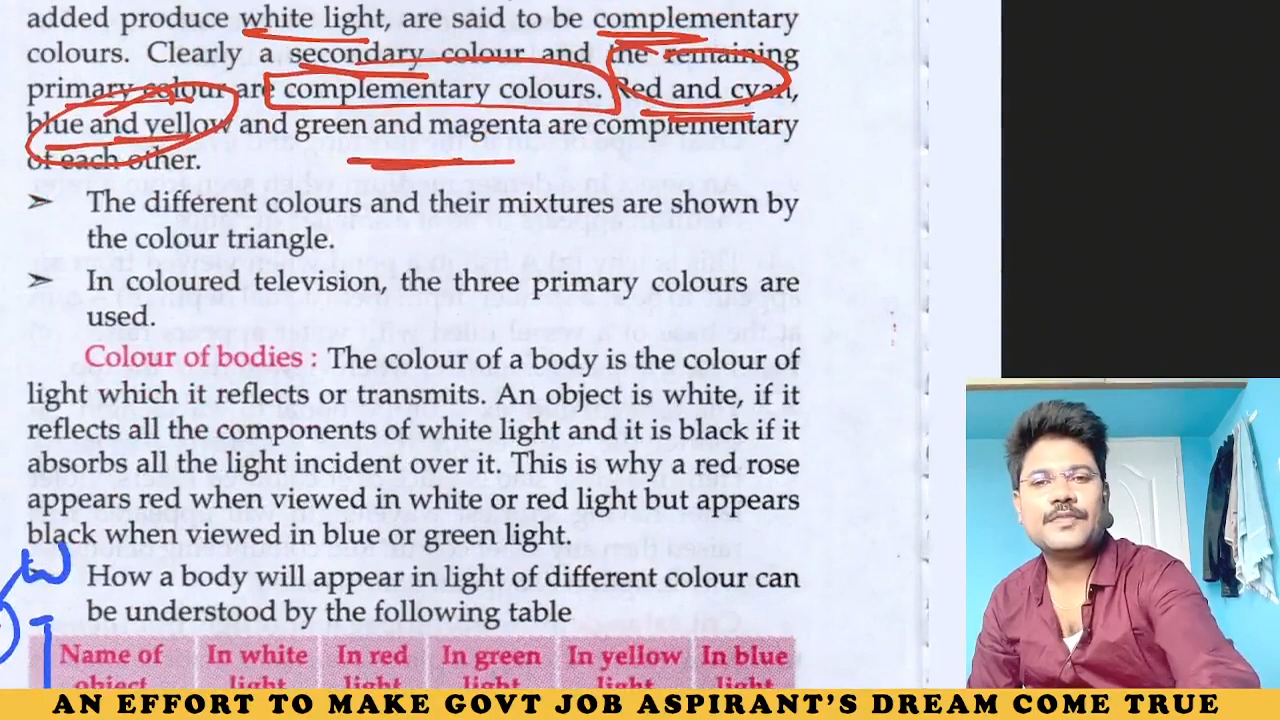 added produce white light, are said to be complementary
colours. Clearly a secondary colour and the remaining
primary colour are complementary colours. Red and cyan,
blue and yellow and green and magenta are complementary
of each other.
➤ The different colours and their mixtures are shown by
the colour triangle.
➤ In coloured television, the three primary colours are
used.
Colour of bodies : The colour of a body is the colour of
light which it reflects or transmits. An object is white, if it
reflects all the components of white light and it is black if it
absorbs all the light incident over it. This is why a red rose
appears red when viewed in white or red light but appears
black when viewed in blue or green light.
How a body will appear in light of different colour can
be understood by the following table
Name of In white In red In green In yellow In blue
object light light light light light
AN EFFORT TO MAKE GOVT JOB ASPIRANT'S DREAM COME TRUE